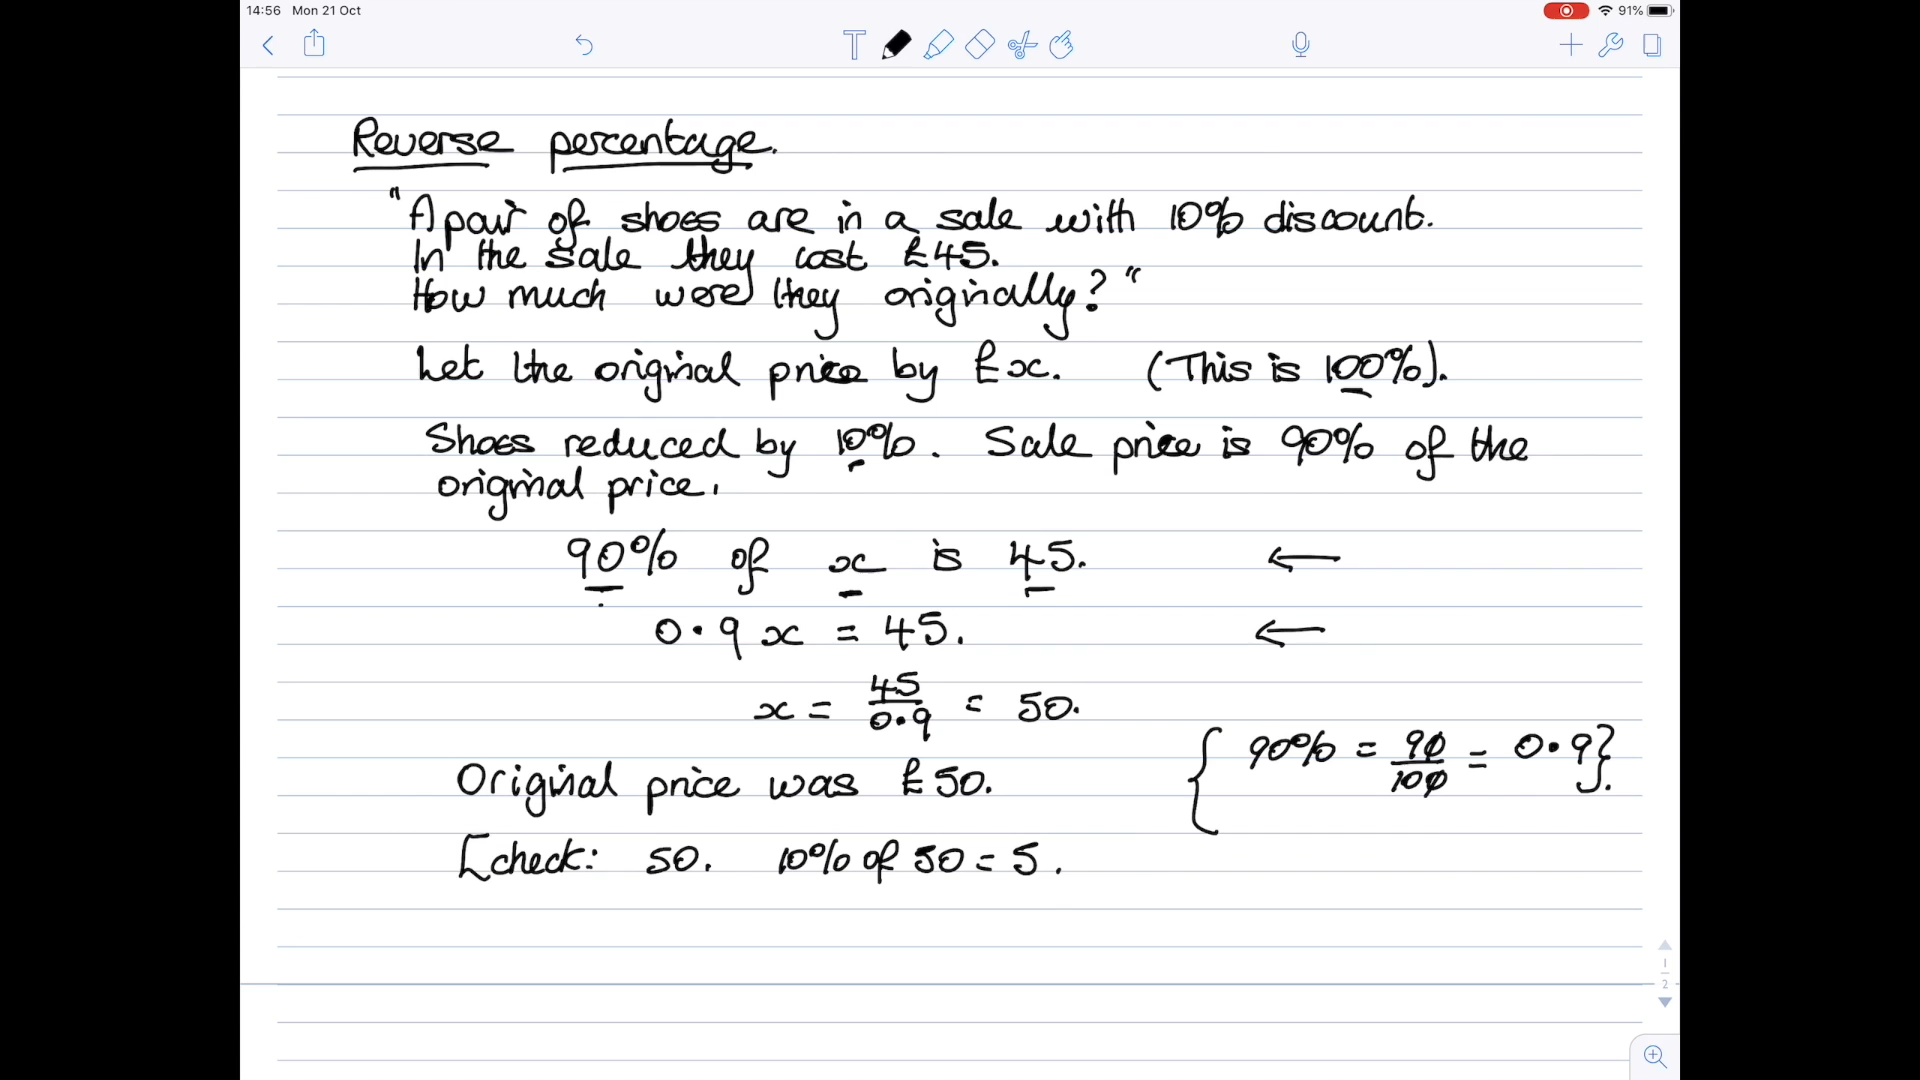 14:56 Mon 21 Oct
91%
T
Reverse percentage.
"A pair of shoes are in a sale with 10% discount.
In the sale they cost £45.
How much were they originally?"
Let the original price by £x. (This is 100%).
Shoes reduced by 10%. Sale price is 90% of the
original price.
90% of x is 45. ←
0.9x = 45. ←
x = 45/0.9 = 50.
{90% = 90/100 = 0.9}.
Original price was £50.
[check: 50. 10% of 50 = 5.
1
2